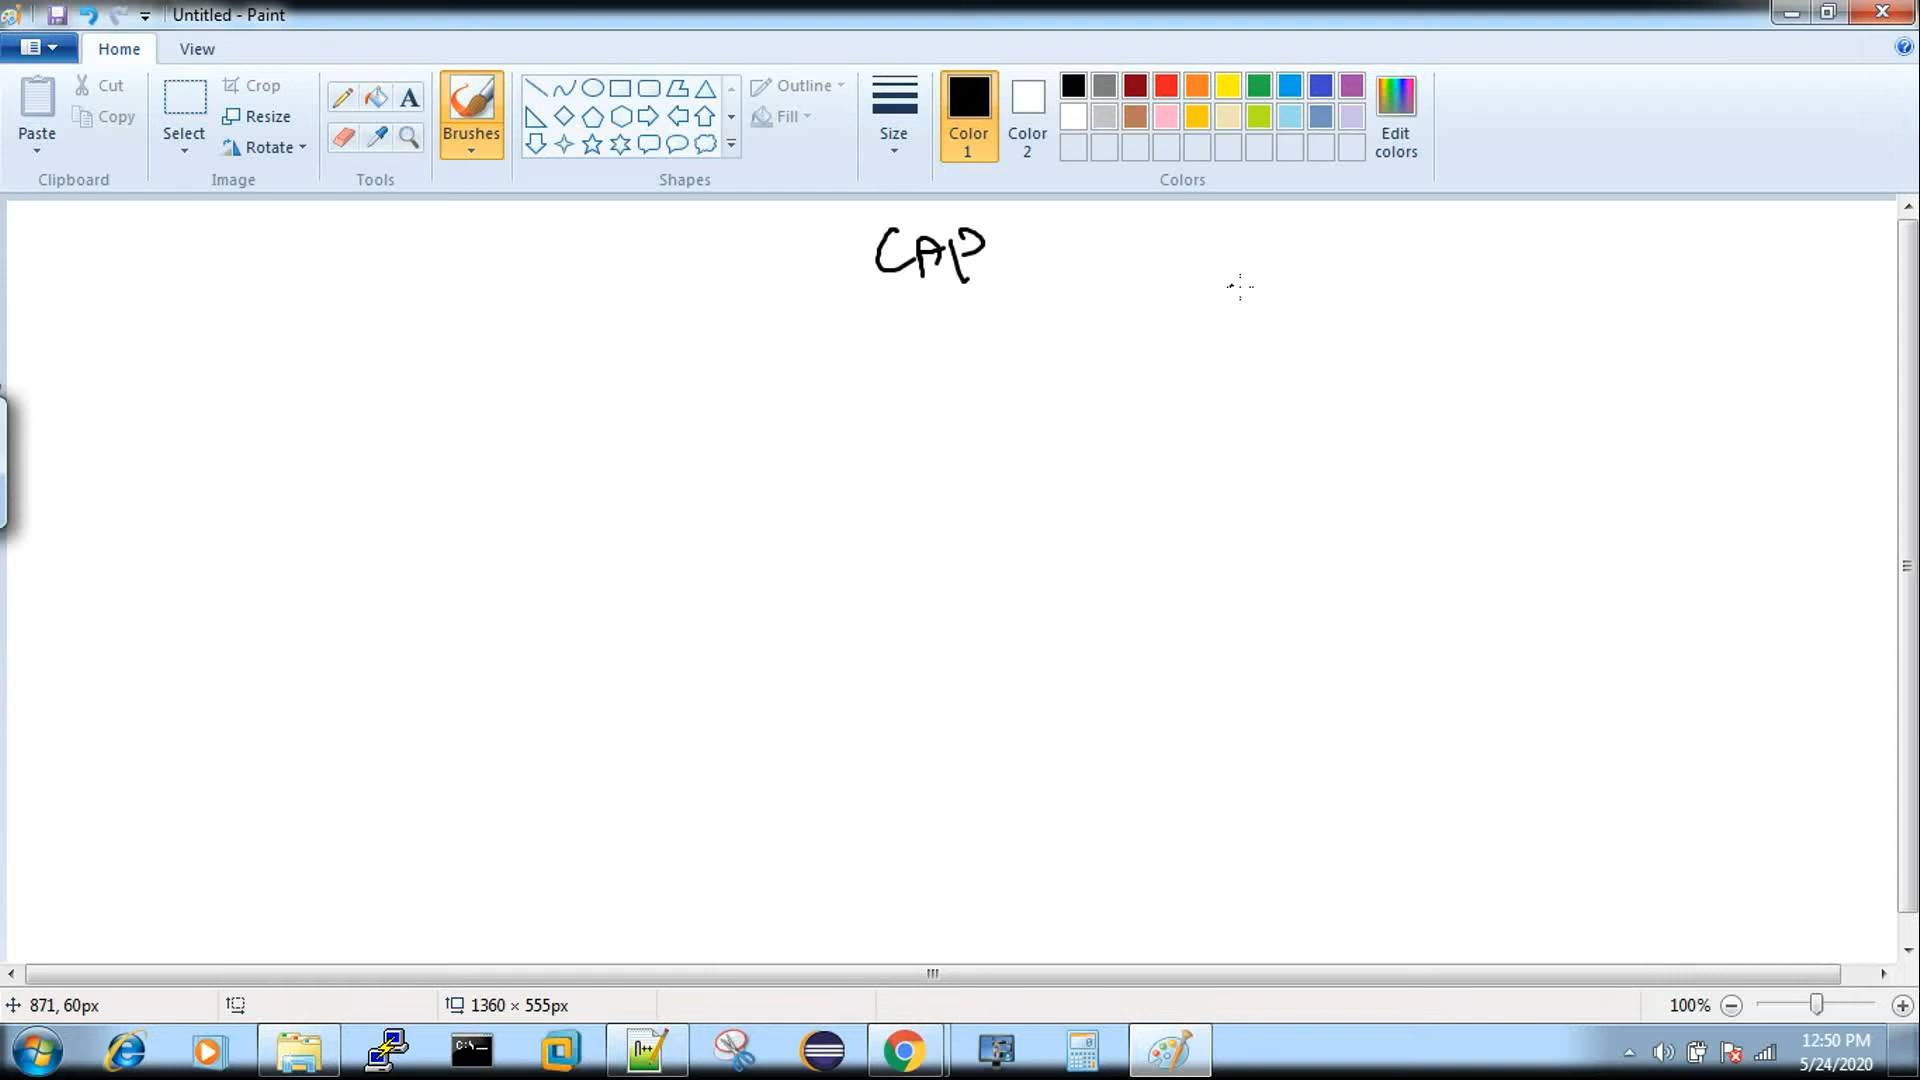 Untitled - Paint
Home View
Paste
Cut
Copy
Clipboard
Select
Crop
Resize
Rotate
Image
A
Tools
Brushes
Shapes
Outline
Fill
Size
Color 1
Color 2
Edit colors
Colors
CAP
871, 60px
1360 × 555px
100%
12:50 PM
5/24/2020